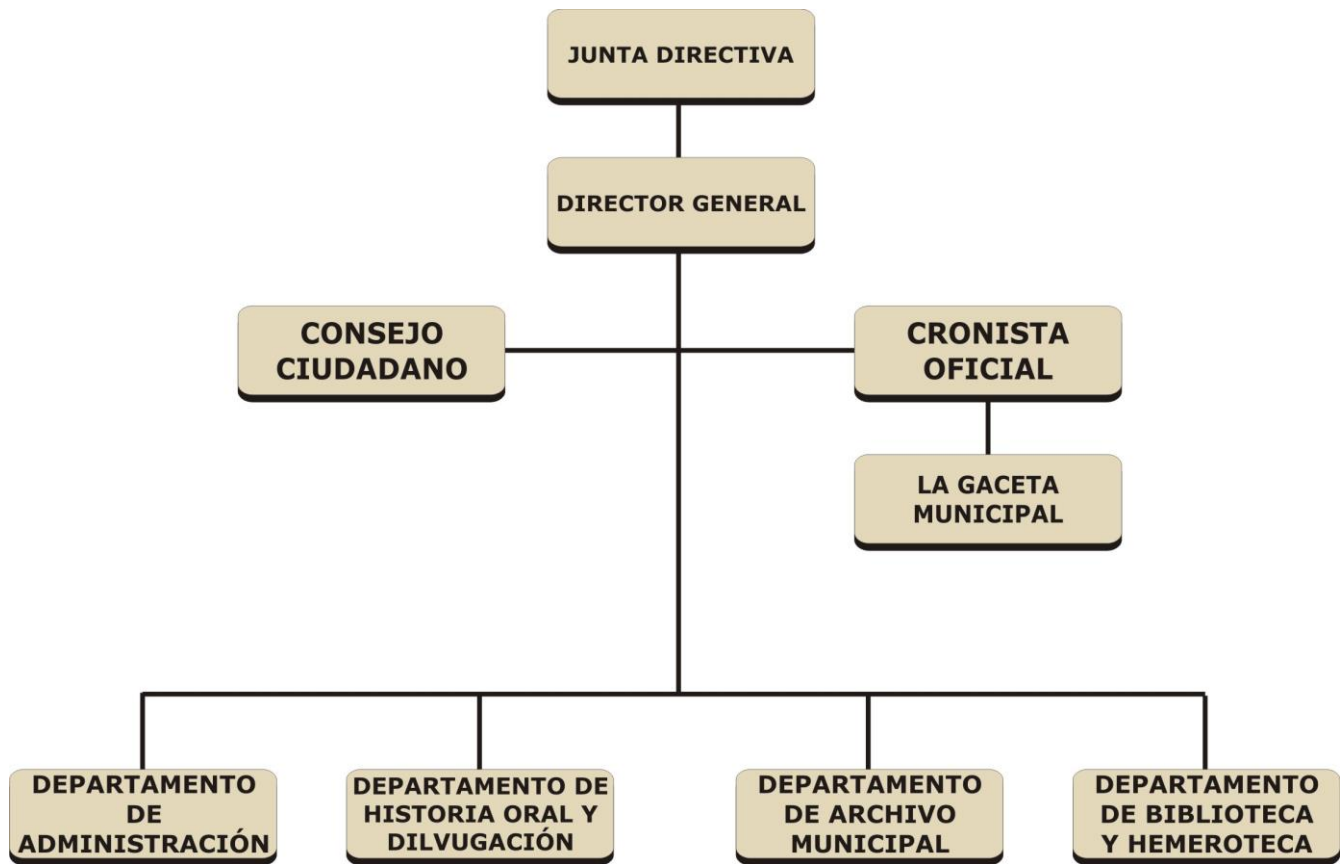 JUNTA DIRECTIVA
DIRECTOR GENERAL
CONSEJO
CIUDADANO
CRONISTA
OFICIAL
LA GACETA
MUNICIPAL
DEPARTAMENTO
DE
ADMINISTRACIÓN
DEPARTAMENTO DE
HISTORIA ORAL Y
DILVUGACIÓN
DEPARTAMENTO
DE ARCHIVO
MUNICIPAL
DEPARTAMENTO
DE BIBLIOTECA
Y HEMEROTECA